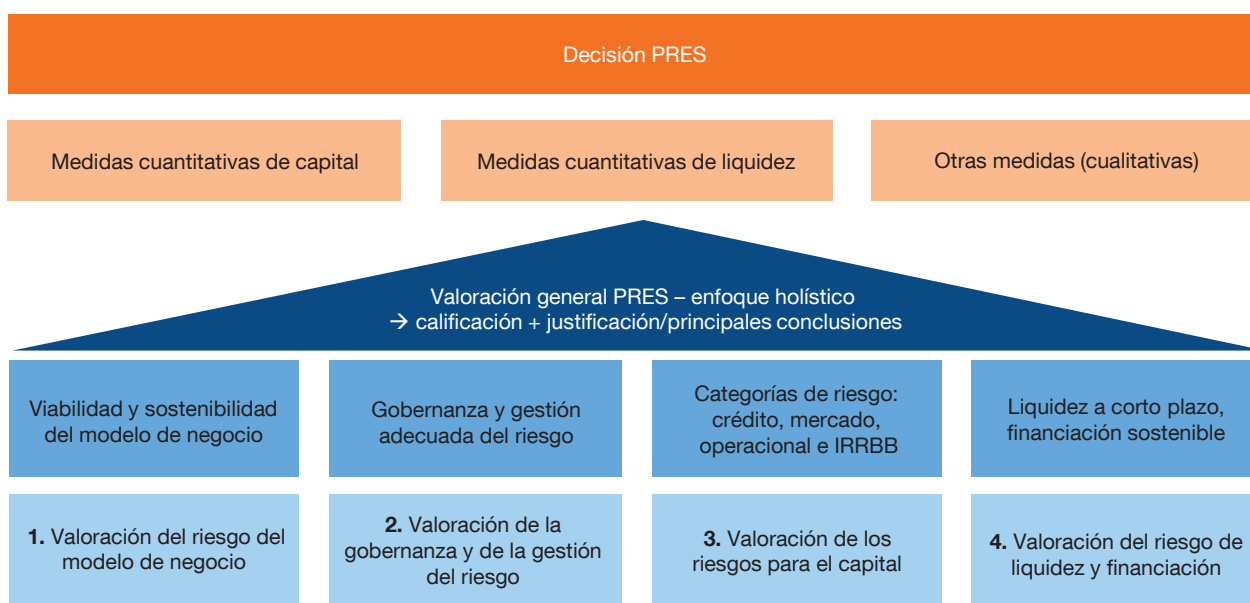 Decisión PRES
Medidas cuantitativas de capital
Medidas cuantitativas de liquidez
Otras medidas (cualitativas)
Valoración general PRES – enfoque holístico
→ calificación + justificación/principales conclusiones
Viabilidad y sostenibilidad
del modelo de negocio
Gobernanza y gestión
adecuada del riesgo
Categorías de riesgo:
crédito, mercado,
operacional e IRRBB
Liquidez a corto plazo,
financiación sostenible
1. Valoración del riesgo del
modelo de negocio
2. Valoración de la
gobernanza y de la gestión
del riesgo
3. Valoración de los
riesgos para el capital
4. Valoración del riesgo de
liquidez y financiación